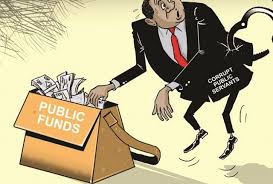 PUBLIC
FUNDS
CORRUPT
PUBLIC
SERVANTS